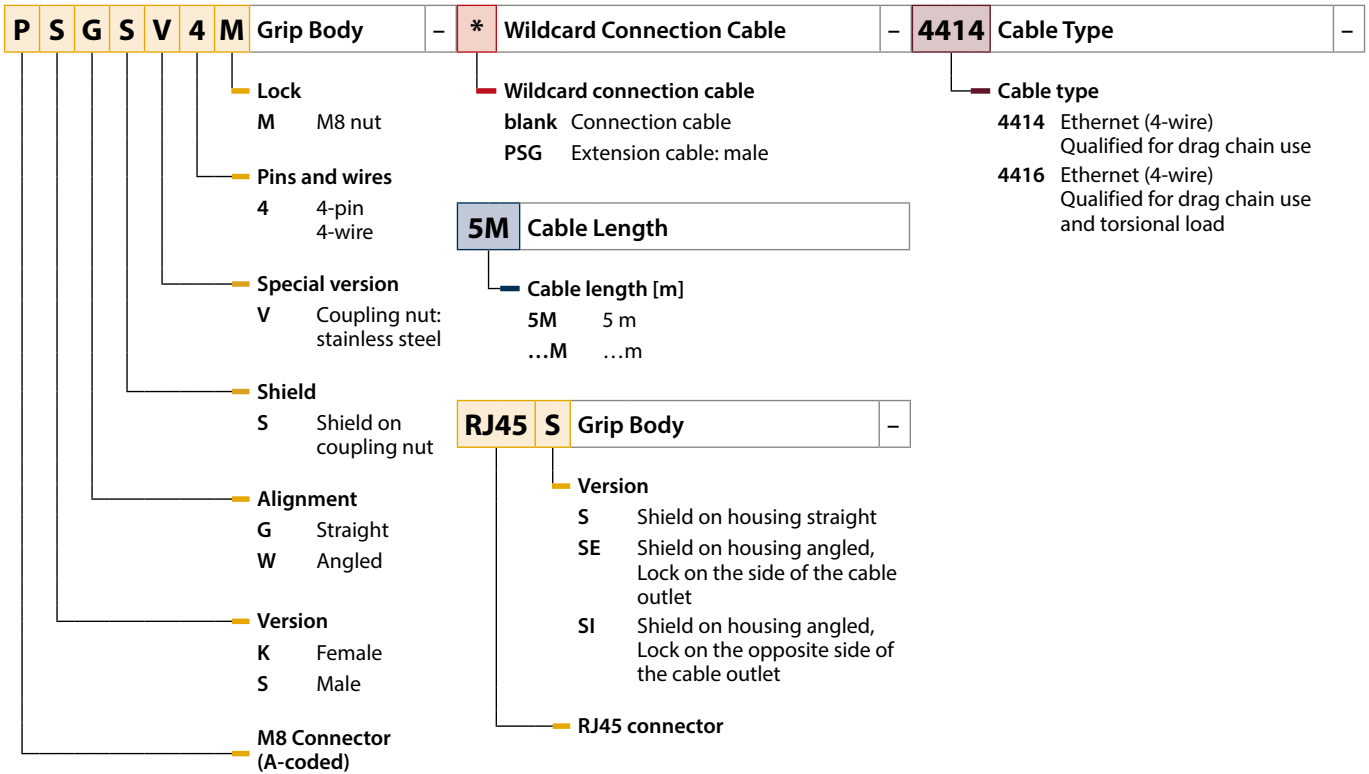 P S G S V 4 M Grip Body – * Wildcard Connection Cable – 4414 Cable Type –
Lock
M M8 nut
Pins and wires
4 4-pin
4-wire
Special version
V Coupling nut:
stainless steel
Shield
S Shield on
coupling nut
Alignment
G Straight
W Angled
Version
K Female
S Male
M8 Connector
(A-coded)
Wildcard connection cable
blank Connection cable
PSG Extension cable: male
5M Cable Length
Cable length [m]
5M 5 m
…M …m
RJ45 S Grip Body –
Version
S Shield on housing straight
SE Shield on housing angled,
Lock on the side of the cable
outlet
SI Shield on housing angled,
Lock on the opposite side of
the cable outlet
RJ45 connector
Cable type
4414 Ethernet (4-wire)
Qualified for drag chain use
4416 Ethernet (4-wire)
Qualified for drag chain use
and torsional load